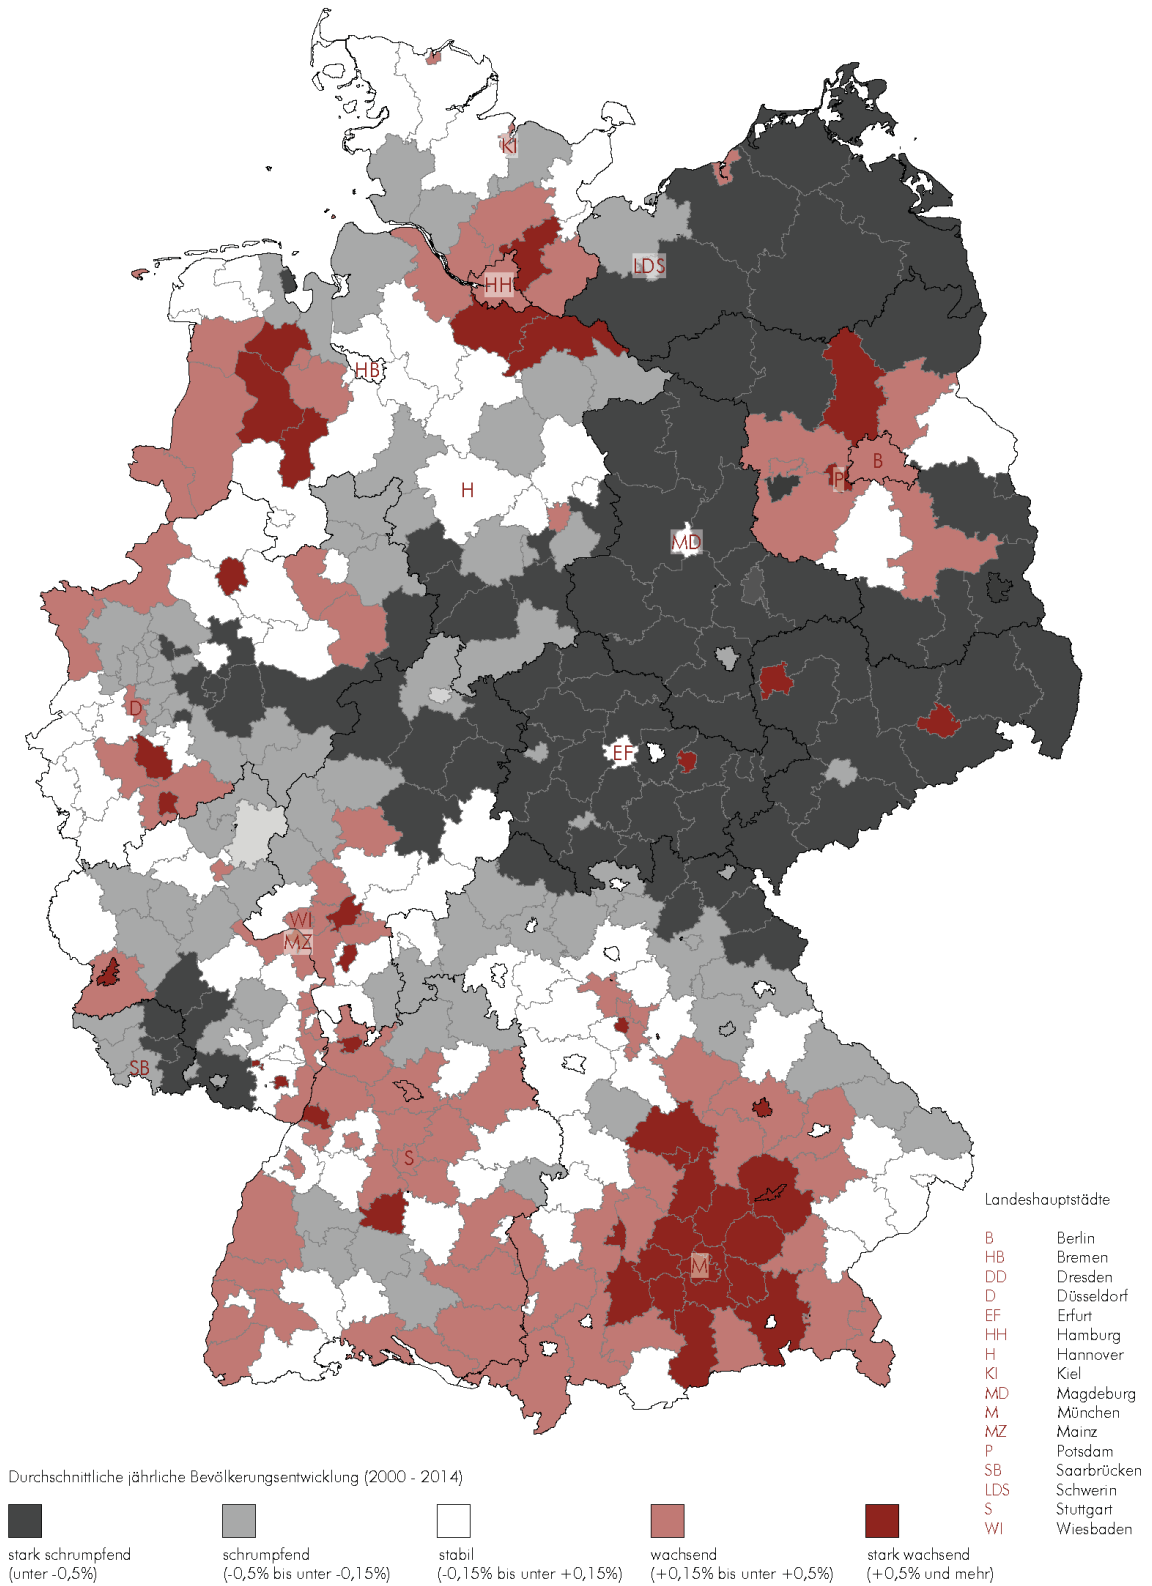 KI
LDS
HH
HB
B
P
H
MD
D
EF
WI
MZ
SB
S
M
Landeshauptstädte
B Berlin
HB Bremen
DD Dresden
D Düsseldorf
EF Erfurt
HH Hamburg
H Hannover
KI Kiel
MD Magdeburg
M München
MZ Mainz
P Potsdam
SB Saarbrücken
LDS Schwerin
S Stuttgart
WI Wiesbaden
Durchschnittliche jährliche Bevölkerungsentwicklung (2000 - 2014)
stark schrumpfend schrumpfend stabil wachsend stark wachsend
(unter -0,5%) (-0,5% bis unter -0,15%) (-0,15% bis unter +0,15%) (+0,15% bis unter +0,5%) (+0,5% und mehr)